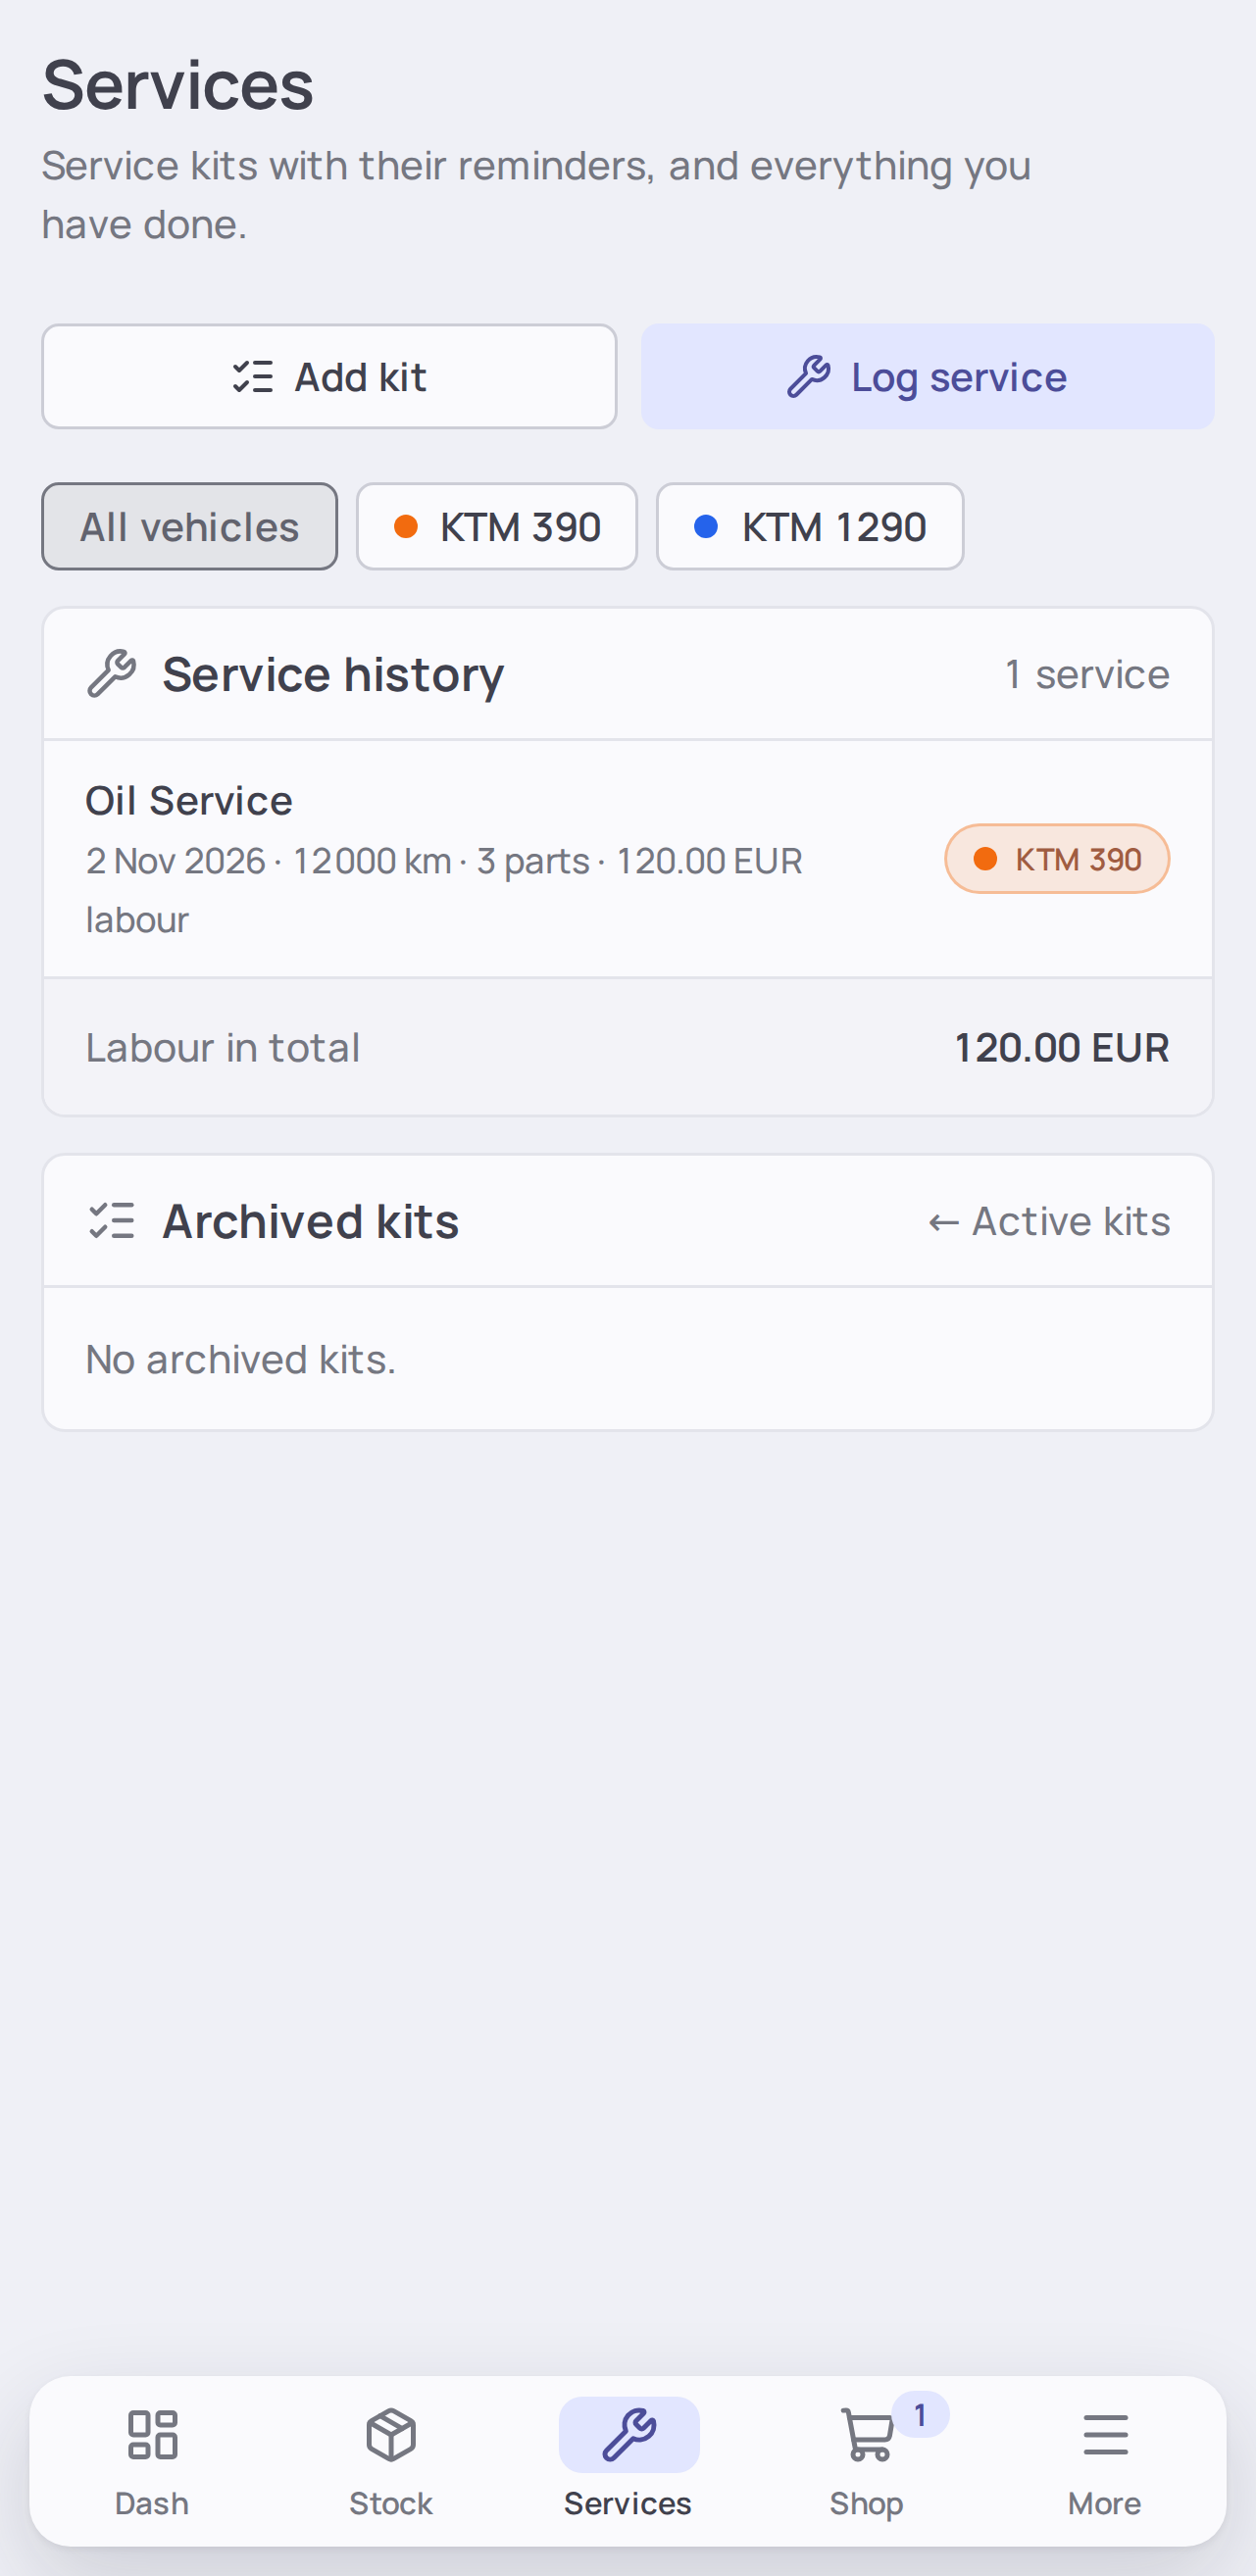 Services
Service kits with their reminders, and everything you
have done.
Add kit
Log service
All vehicles
KTM 390
KTM 1290
Service history
1 service
Oil Service
2 Nov 2026 · 12 000 km · 3 parts · 120.00 EUR
labour
KTM 390
Labour in total
120.00 EUR
Archived kits
← Active kits
No archived kits.
1
Dash
Stock
Services
Shop
More